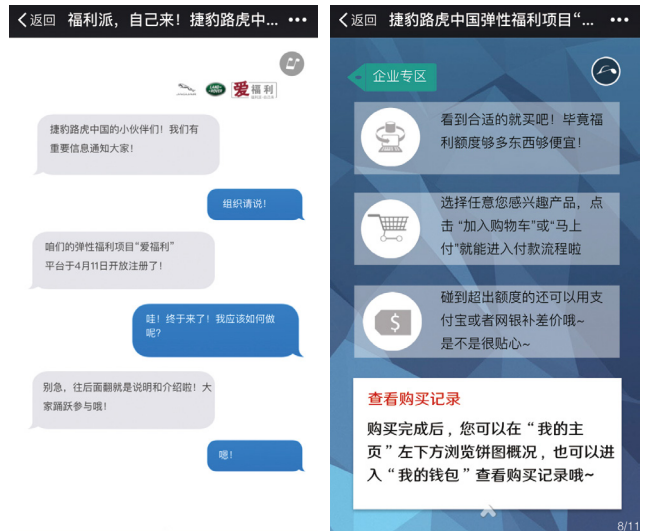 返回 福利派，自己来！捷豹路虎中... •••
爱福利
捷豹路虎中国的小伙伴们！我们有
重要信息通知大家！
组织请说！
咱们的弹性福利项目“爱福利”
平台于4月11日开放注册了！
哇！终于来了！我应该如何做
呢？
别急，往后面翻就是说明和介绍啦！大
家踊跃参与哦！
嗯！
返回 捷豹路虎中国弹性福利项目“... •••
企业专区
看到合适的就买吧！毕竟福
利额度够多东西够便宜！
选择任意您感兴趣产品，点
击 “加入购物车”或“马上
付”就能进入付款流程啦
碰到超出额度的还可以用支
付宝或者网银补差价哦~
是不是很贴心~
查看购买记录
购买完成后，您可以在“我的主
页”左下方浏览饼图概况，也可以进
入“我的钱包”查看购买记录哦~
8/11